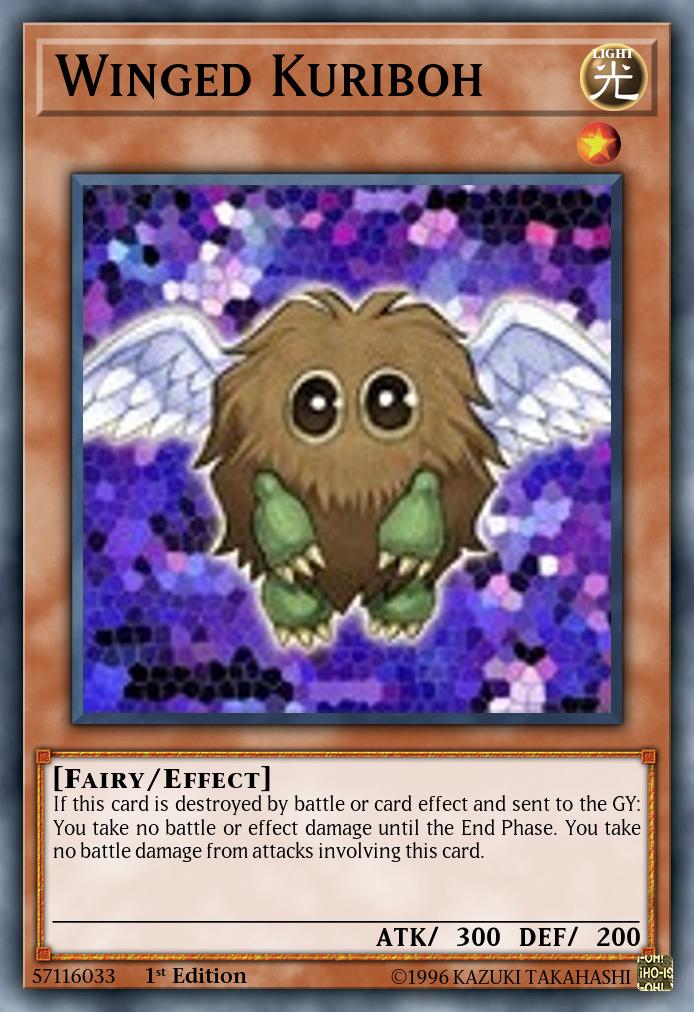 WINGED KURIBOH
LIGHT
光
[FAIRY/EFFECT]
If this card is destroyed by battle or card effect and sent to the GY:
You take no battle or effect damage until the End Phase. You take
no battle damage from attacks involving this card.
ATK/ 300 DEF/ 200
57116033 1st Edition ©1996 KAZUKI TAKAHASHI